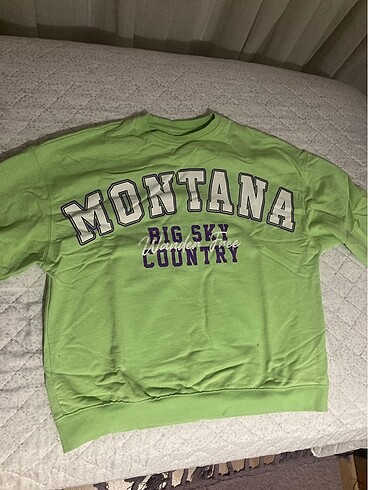 MONTANA
BIG SKY
Wander Free
COUNTRY